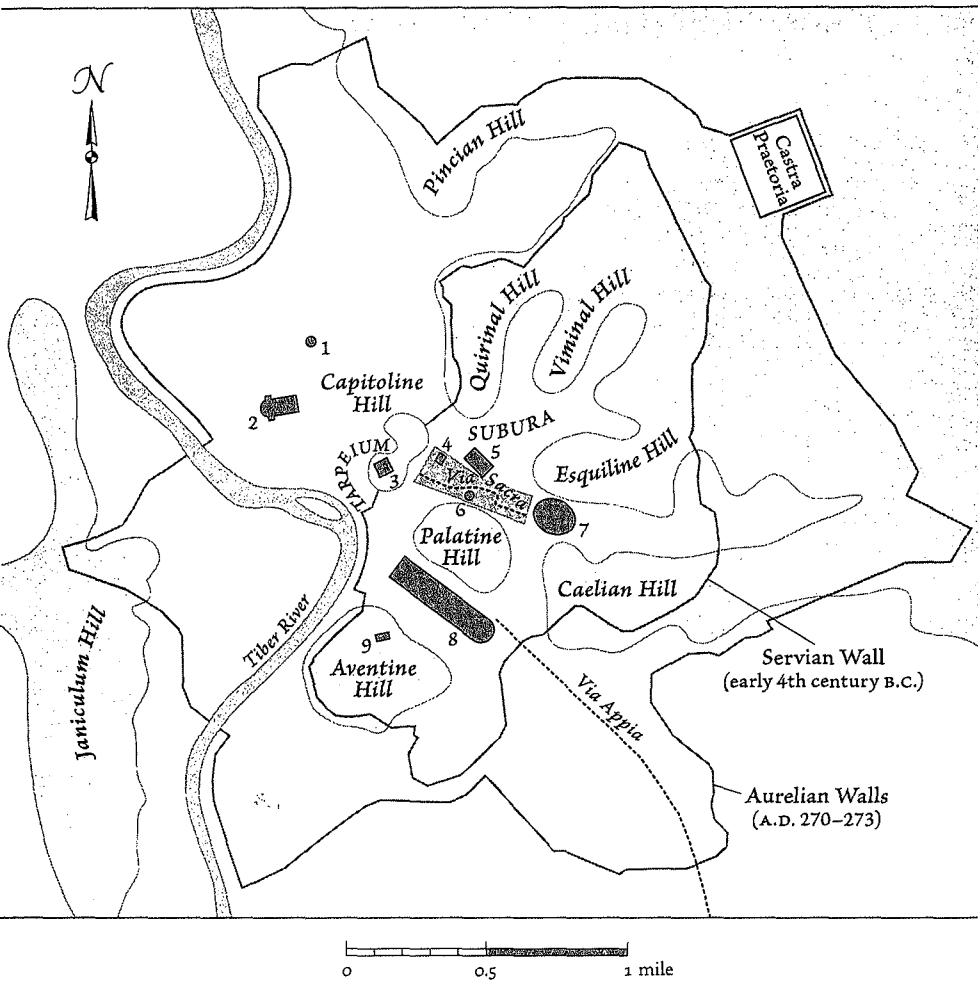 N
Pincian Hill
Castra
Praetoria
Quirinal Hill
Viminal Hill
1
Capitoline
Hill
2
SUBURA
TARPEIUM
3
4
5
Via Sacra
6
Esquiline Hill
7
Palatine
Hill
Caelian Hill
8
9
Aventine
Hill
Tiber River
Janiculum Hill
Servian Wall
(early 4th century B.C.)
Via Appia
Aurelian Walls
(A.D. 270–273)
0
0.5
1 mile